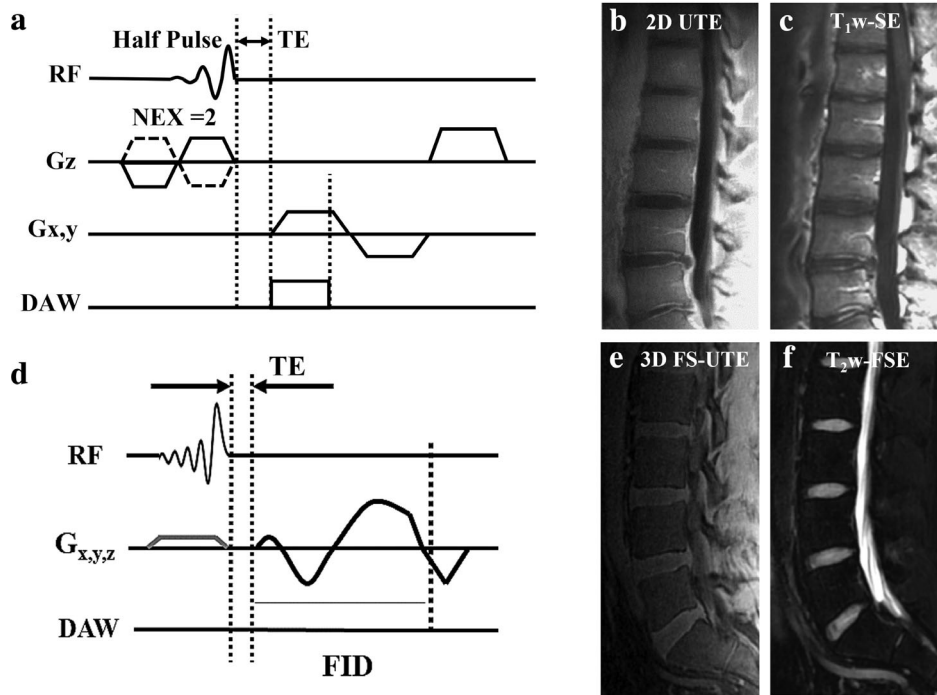 a
Half Pulse
TE
RF
NEX =2
Gz
Gx,y
DAW
b 2D UTE
c T₁w-SE
d
TE
RF
Gx,y,z
DAW
FID
e 3D FS-UTE
f T₂w-FSE